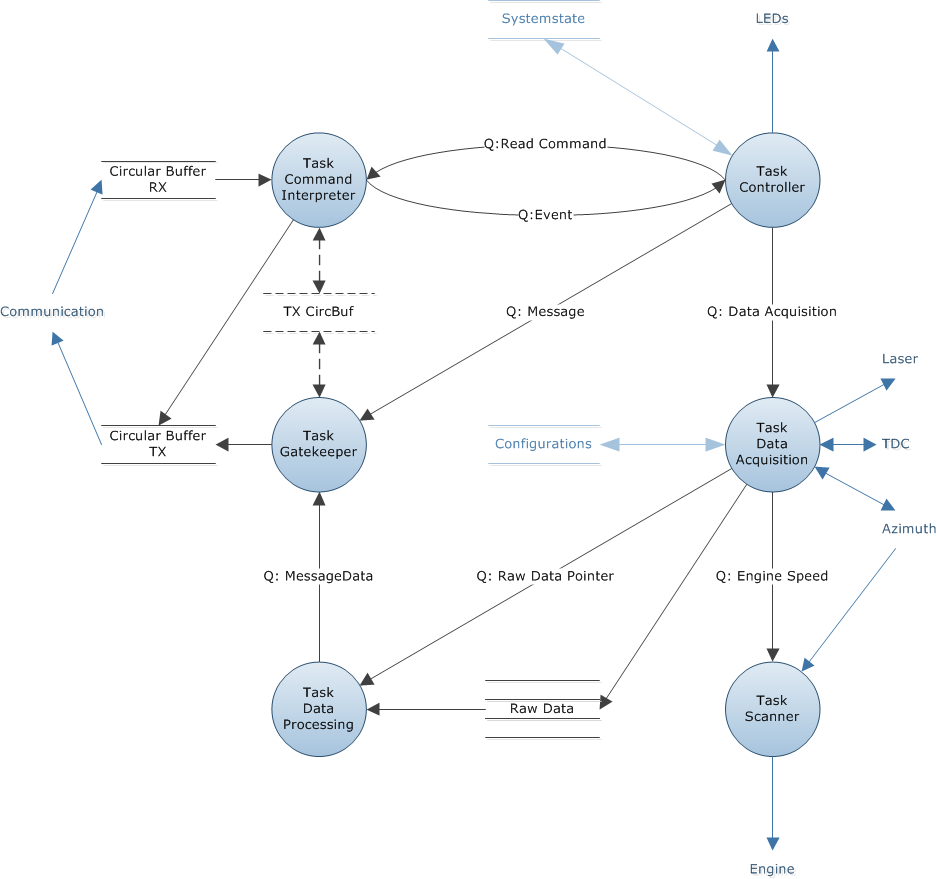 Systemstate
LEDs
Q:Read Command
Circular Buffer
RX
Task
Command
Interpreter
Task
Controller
Q:Event
Communication
TX CircBuf
Q: Message
Q: Data Acquisition
Laser
Circular Buffer
TX
Task
Gatekeeper
Configurations
Task
Data
Acquisition
TDC
Azimuth
Q: MessageData
Q: Raw Data Pointer
Q: Engine Speed
Task
Data
Processing
Raw Data
Task
Scanner
Engine